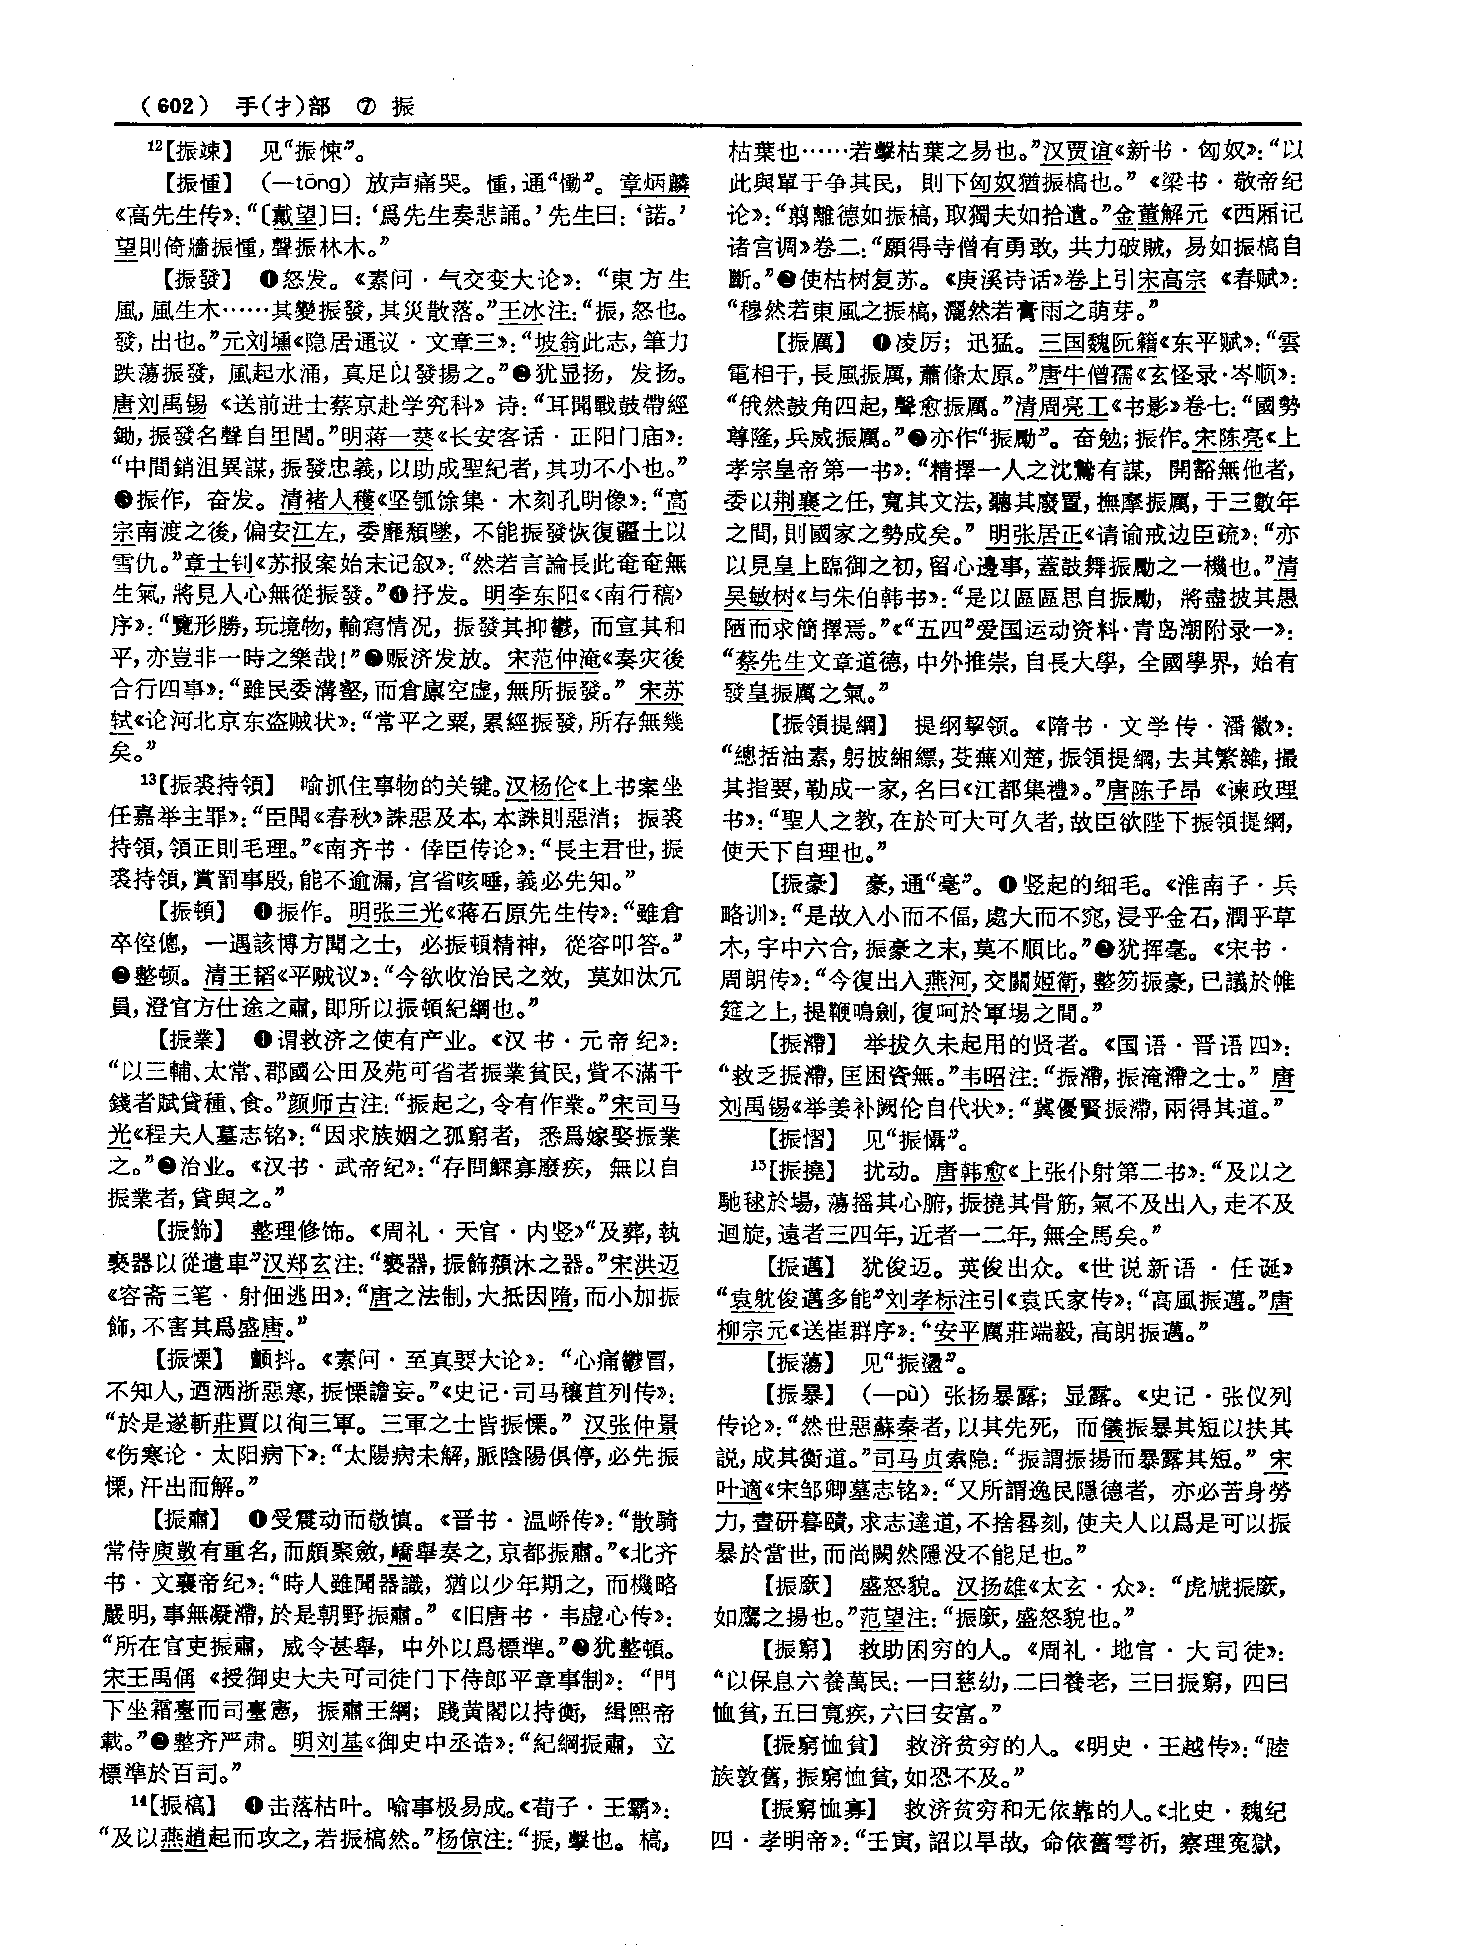 （602） 手(扌)部 ⑦ 振
12【振竦】 见“振悚”。
【振慟】 （—tōng）放声痛哭。慟,通“慟”。章炳麟
《高先生传》：“〔戴望〕曰：‘爲先生奏悲誦。’先生曰：‘諾。’
望則倚牆振慟,聲振林木。”
【振發】 ❶怒发。《素问·气交变大论》：“東方生
風,風生木……其變振發,其災散落。”王冰注：“振,怒也。
發,出也。”元刘壎《隐居通议·文章三》：“坡翁此志,筆力
跌蕩振發，風起水涌，真足以發揚之。”❷犹显扬，发扬。
唐刘禹锡《送前进士蔡京赴学究科》诗：“耳聞戰鼓帶經
鋤,振發名聲自里閭。”明蒋一葵《长安客话·正阳门庙》：
“中間銷沮異謀,振發忠義,以助成聖紀者,其功不小也。”
❸振作，奋发。清褚人穫《坚瓠馀集·木刻孔明像》：“高
宗南渡之後,偏安江左，委靡頹墜，不能振發恢復疆土以
雪仇。”章士钊《苏报案始末记叙》：“然若言論長此奄奄無
生氣,將見人心無從振發。”❹抒发。明李东阳《〈南行稿〉
序》：“覽形勝,玩境物,輸寫情况，振發其抑鬱，而宣其和
平,亦豈非一時之樂哉！”❺赈济发放。宋范仲淹《奏灾後
合行四事》：“雖民委溝壑,而倉廪空虚,無所振發。”宋苏
轼《论河北京东盗贼状》：“常平之粟,累經振發,所存無幾
矣。”
13【振裘持領】 喻抓住事物的关键。汉杨伦《上书案坐
任嘉举主罪》：“臣聞《春秋》誅惡及本,本誅則惡消；振裘
持領,領正則毛理。”《南齐书·倖臣传论》：“長主君世,振
裘持領,賞罰事殷,能不逾漏,宫省咳唾,義必先知。”
【振頓】 ❶振作。明张三光《蒋石原先生传》：“雖倉
卒倥傯，一遇該博方聞之士，必振頓精神，從容叩答。”
❷整顿。清王韬《平贼议》：“今欲收治民之效，莫如汰冗
員,澄官方仕途之肅,即所以振頓紀綱也。”
【振業】 ❶谓救济之使有产业。《汉书·元帝纪》：
“以三輔、太常、郡國公田及苑可省者振業貧民,貲不滿千
錢者賦貸種、食。”颜师古注：“振起之,令有作業。”宋司马
光《程夫人墓志铭》：“因求族姻之孤窮者，悉爲嫁娶振業
之。”❷治业。《汉书·武帝纪》：“存問鰥寡廢疾，無以自
振業者,貸與之。”
【振飾】 整理修饰。《周礼·天官·内竖》“及葬,執
褻器以從遣車”汉郑玄注：“褻器,振飾頮沐之器。”宋洪迈
《容斋三笔·射佃逃田》：“唐之法制,大抵因隋,而小加振
飾,不害其爲盛唐。”
【振慄】 颤抖。《素问·至真要大论》：“心痛鬱冒，
不知人,洒洒淅惡寒,振慄譫妄。”《史记·司马穰苴列传》：
“於是遂斬莊賈以徇三軍。三軍之士皆振慄。”汉张仲景
《伤寒论·太阳病下》：“太陽病未解,脈陰陽俱停,必先振
慄,汗出而解。”
【振肅】 ❶受震动而敬慎。《晋书·温峤传》：“散騎
常侍庾敳有重名,而頗聚斂,嶠舉奏之,京都振肅。”《北齐
书·文襄帝纪》：“時人雖聞器識，猶以少年期之，而機略
嚴明,事無凝滯,於是朝野振肅。”《旧唐书·韦虚心传》：
“所在官吏振肅，威令甚舉，中外以爲標準。”❷犹整頓。
宋王禹偁《授御史大夫可司徒门下侍郎平章事制》：“門
下坐霜臺而司臺憲，振肅王綱；踐黄閣以持衡，缉熙帝
載。”❸整齐严肃。明刘基《御史中丞诰》：“紀綱振肅，立
標準於百司。”
14【振槁】 ❶击落枯叶。喻事极易成。《荀子·王霸》：
“及以燕趙起而攻之,若振槁然。”杨倞注：“振,擊也。槁，
枯葉也……若擊枯葉之易也。”汉贾谊《新书·匈奴》：“以
此與單于争其民，則下匈奴猶振槁也。”《梁书·敬帝纪
论》：“翦離德如振槁,取獨夫如拾遺。”金董解元《西厢记
诸宫调》卷二：“願得寺僧有勇敢，共力破賊，易如振槁自
斷。”❷使枯树复苏。《庚溪诗话》卷上引宋高宗《春赋》：
“穆然若東風之振槁,灑然若膏雨之萌芽。”
【振厲】 ❶凌厉；迅猛。三国魏阮籍《东平赋》：“雲
電相干,長風振厲,蕭條太原。”唐牛僧孺《玄怪录·岑顺》：
“俄然鼓角四起,聲愈振厲。”清周亮工《书影》卷七：“國勢
尊隆,兵威振厲。”❷亦作“振勵”。奋勉；振作。宋陈亮《上
孝宗皇帝第一书》：“精擇一人之沈鷙有謀，開豁無他者，
委以荆襄之任,寬其文法,聽其廢置,撫摩振厲,于三數年
之間,則國家之勢成矣。”明张居正《请谕戒边臣疏》：“亦
以見皇上臨御之初,留心邊事,蓋鼓舞振勵之一機也。”清
吴敏树《与朱伯韩书》：“是以區區思自振勵，將盡披其愚
陋而求簡擇焉。”《“五四”爱国运动资料·青岛潮附录一》：
“蔡先生文章道德,中外推崇,自長大學，全國學界，始有
發皇振厲之氣。”
【振領提綱】 提纲挈领。《隋书·文学传·潘徽》：
“總括油素,躬披緗縹,芟蕪刈楚,振領提綱,去其繁雜,撮
其指要,勒成一家,名曰《江都集禮》。”唐陈子昂《谏政理
书》：“聖人之教,在於可大可久者,故臣欲陛下振領提綱，
使天下自理也。”
【振豪】 豪,通“毫”。❶竖起的细毛。《淮南子·兵
略训》：“是故入小而不偪,處大而不窕,浸乎金石,潤乎草
木,宇中六合,振豪之末,莫不順比。”❷犹挥毫。《宋书·
周朗传》：“今復出入燕河,交關姬衛,整笏振豪,已議於帷
筵之上,提鞭鳴劍,復呵於軍場之間。”
【振滯】 举拔久未起用的贤者。《国语·晋语四》：
“救乏振滯,匡困資無。”韦昭注：“振滯,振淹滯之士。”唐
刘禹锡《举姜补阙伦自代状》：“冀優賢振滯,兩得其道。”
【振慴】 见“振懾”。
15【振撓】 扰动。唐韩愈《上张仆射第二书》：“及以之
馳毬於場,蕩摇其心腑,振撓其骨筋,氣不及出入,走不及
迴旋,遠者三四年,近者一二年,無全馬矣。”
【振邁】 犹俊迈。英俊出众。《世说新语·任诞》
“袁躭俊邁多能”刘孝标注引《袁氏家传》：“高風振邁。”唐
柳宗元《送崔群序》：“安平厲莊端毅,高朗振邁。”
【振蕩】 见“振盪”。
【振暴】 （—pù）张扬暴露；显露。《史记·张仪列
传论》：“然世惡蘇秦者,以其先死，而儀振暴其短以扶其
説,成其衡道。”司马贞索隐：“振謂振揚而暴露其短。”宋
叶適《宋邹卿墓志铭》：“又所謂逸民隱德者，亦必苦身勞
力,晝研暮賾,求志達道,不捨晷刻,使夫人以爲是可以振
暴於當世,而尚闕然隱没不能足也。”
【振厥】 盛怒貌。汉扬雄《太玄·众》：“虎虓振厥，
如鷹之揚也。”范望注：“振厥,盛怒貌也。”
【振窮】 救助困穷的人。《周礼·地官·大司徒》：
“以保息六養萬民：一曰慈幼,二曰養老，三曰振窮，四曰
恤貧,五曰寬疾,六曰安富。”
【振窮恤貧】 救济贫穷的人。《明史·王越传》：“睦
族敦舊,振窮恤貧,如恐不及。”
【振窮恤寡】 救济贫穷和无依靠的人。《北史·魏纪
四·孝明帝》：“壬寅,詔以旱故，命依舊雩祈，察理冤獄，